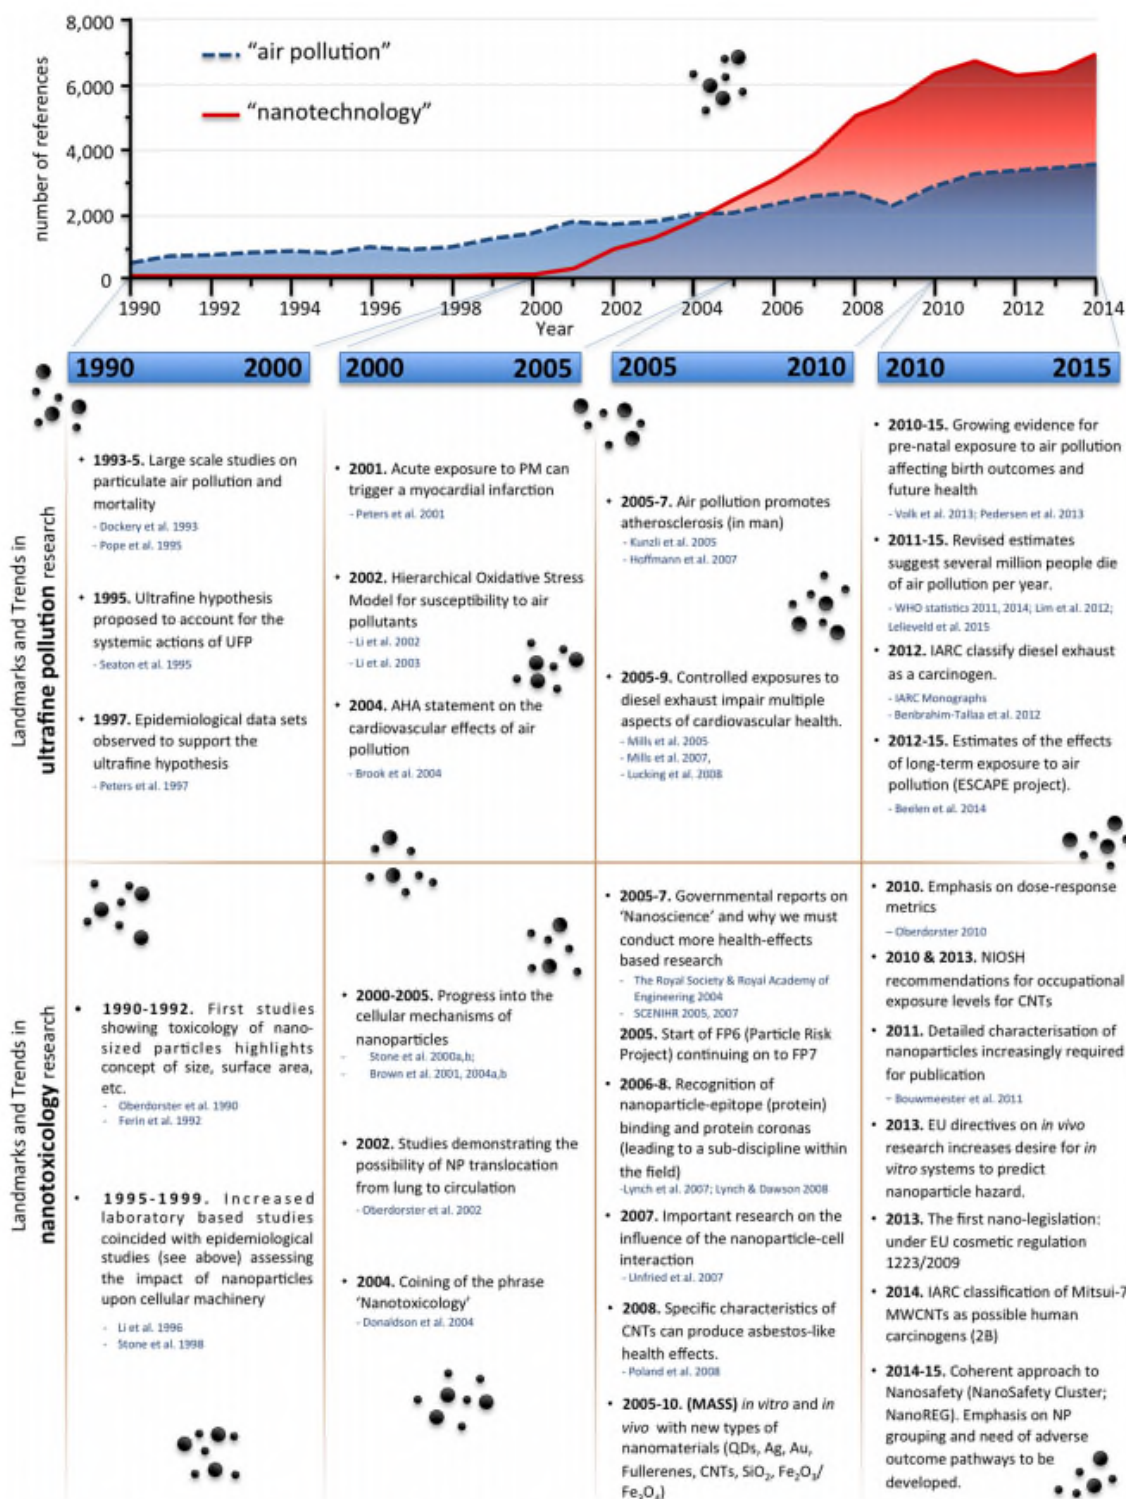 8,000
6,000
4,000
2,000
0
number of references
"air pollution"
"nanotechnology"
1990
1992
1994
1996
1998
2000
2002
2004
2006
2008
2010
2012
2014
Year
1990 2000
2000 2005
2005 2010
2010 2015
Landmarks and Trends in
ultrafine pollution research
• 1993-5. Large scale studies on
particulate air pollution and
mortality
- Dockery et al. 1993
- Pope et al. 1995
• 1995. Ultrafine hypothesis
proposed to account for the
systemic actions of UFP
- Seaton et al. 1995
• 1997. Epidemiological data sets
observed to support the
ultrafine hypothesis
- Peters et al. 1997
• 2001. Acute exposure to PM can
trigger a myocardial infarction
- Peters et al. 2001
• 2002. Hierarchical Oxidative Stress
Model for susceptibility to air
pollutants
- Li et al. 2002
- Li et al. 2003
• 2004. AHA statement on the
cardiovascular effects of air
pollution
- Brook et al. 2004
• 2005-7. Air pollution promotes
atherosclerosis (in man)
- Kunzli et al. 2005
- Hoffmann et al. 2007
• 2005-9. Controlled exposures to
diesel exhaust impair multiple
aspects of cardiovascular health.
- Mills et al. 2005
- Mills et al. 2007,
- Lucking et al. 2008
• 2010-15. Growing evidence for
pre-natal exposure to air pollution
affecting birth outcomes and
future health
- Volk et al. 2013; Pedersen et al. 2013
• 2011-15. Revised estimates
suggest several million people die
of air pollution per year.
- WHO statistics 2011, 2014; Lim et al. 2012;
Lelieveld et al. 2015
• 2012. IARC classify diesel exhaust
as a carcinogen.
- IARC Monographs
- Benbrahim-Tallaa et al. 2012
• 2012-15. Estimates of the effects
of long-term exposure to air
pollution (ESCAPE project).
- Beelen et al. 2014
Landmarks and Trends in
nanotoxicology research
• 1990-1992. First studies
showing toxicology of nano-
sized particles highlights
concept of size, surface area,
etc.
- Oberdorster et al. 1990
- Ferin et al. 1992
• 1995-1999. Increased
laboratory based studies
coincided with epidemiological
studies (see above) assessing
the impact of nanoparticles
upon cellular machinery
- Li et al. 1996
- Stone et al. 1998
• 2000-2005. Progress into the
cellular mechanisms of
nanoparticles
- Stone et al. 2000a,b;
- Brown et al. 2001, 2004a,b
• 2002. Studies demonstrating the
possibility of NP translocation
from lung to circulation
- Oberdorster et al. 2002
• 2004. Coining of the phrase
'Nanotoxicology'
- Donaldson et al. 2004
• 2005-7. Governmental reports on
'Nanoscience' and why we must
conduct more health-effects
based research
- The Royal Society & Royal Academy of
Engineering 2004
- SCENIHR 2005, 2007
2005. Start of FP6 (Particle Risk
Project) continuing on to FP7
• 2006-8. Recognition of
nanoparticle-epitope (protein)
binding and protein coronas
(leading to a sub-discipline within
the field)
-Lynch et al. 2007; Lynch & Dawson 2008
• 2007. Important research on the
influence of the nanoparticle-cell
interaction
- Unfried et al. 2007
• 2008. Specific characteristics of
CNTs can produce asbestos-like
health effects.
- Poland et al. 2008
• 2005-10. (MASS) in vitro and in
vivo with new types of
nanomaterials (QDs, Ag, Au,
Fullerenes, CNTs, SiO₂, Fe₂O₃/
Fe₃O₄)
• 2010. Emphasis on dose-response
metrics
– Oberdorster 2010
• 2010 & 2013. NIOSH
recommendations for occupational
exposure levels for CNTs
• 2011. Detailed characterisation of
nanoparticles increasingly required
for publication
– Bouwmeester et al. 2011
• 2013. EU directives on in vivo
research increases desire for in
vitro systems to predict
nanoparticle hazard.
• 2013. The first nano-legislation:
under EU cosmetic regulation
1223/2009
• 2014. IARC classification of Mitsui-7
MWCNTs as possible human
carcinogens (2B)
• 2014-15. Coherent approach to
Nanosafety (NanoSafety Cluster;
NanoREG). Emphasis on NP
grouping and need of adverse
outcome pathways to be
developed.